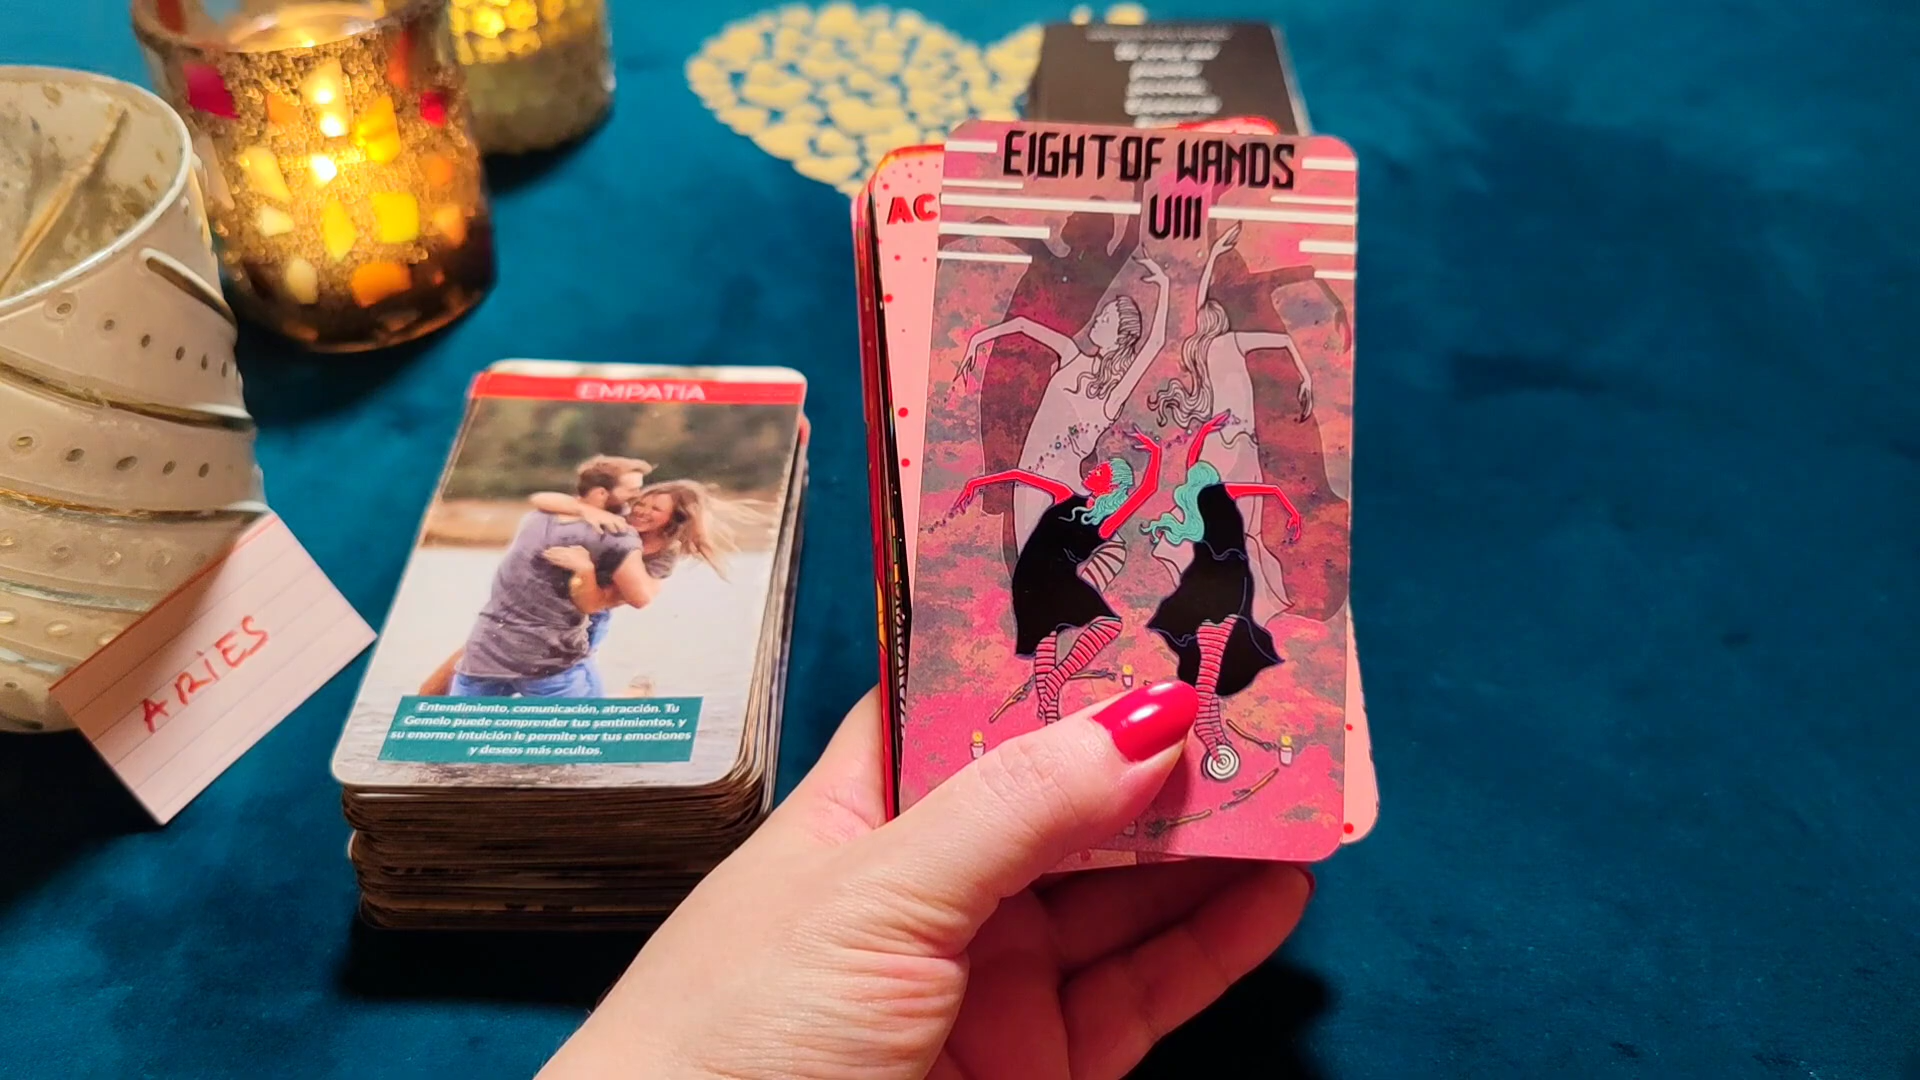 EIGHT OF WANDS
VIII
AC
EMPATÍA
Entendimiento, comunicación, atracción. Tu
Gemelo puede comprender tus sentimientos, y
su enorme intuición le permite ver tus emociones
y deseos más ocultos.
ARIES